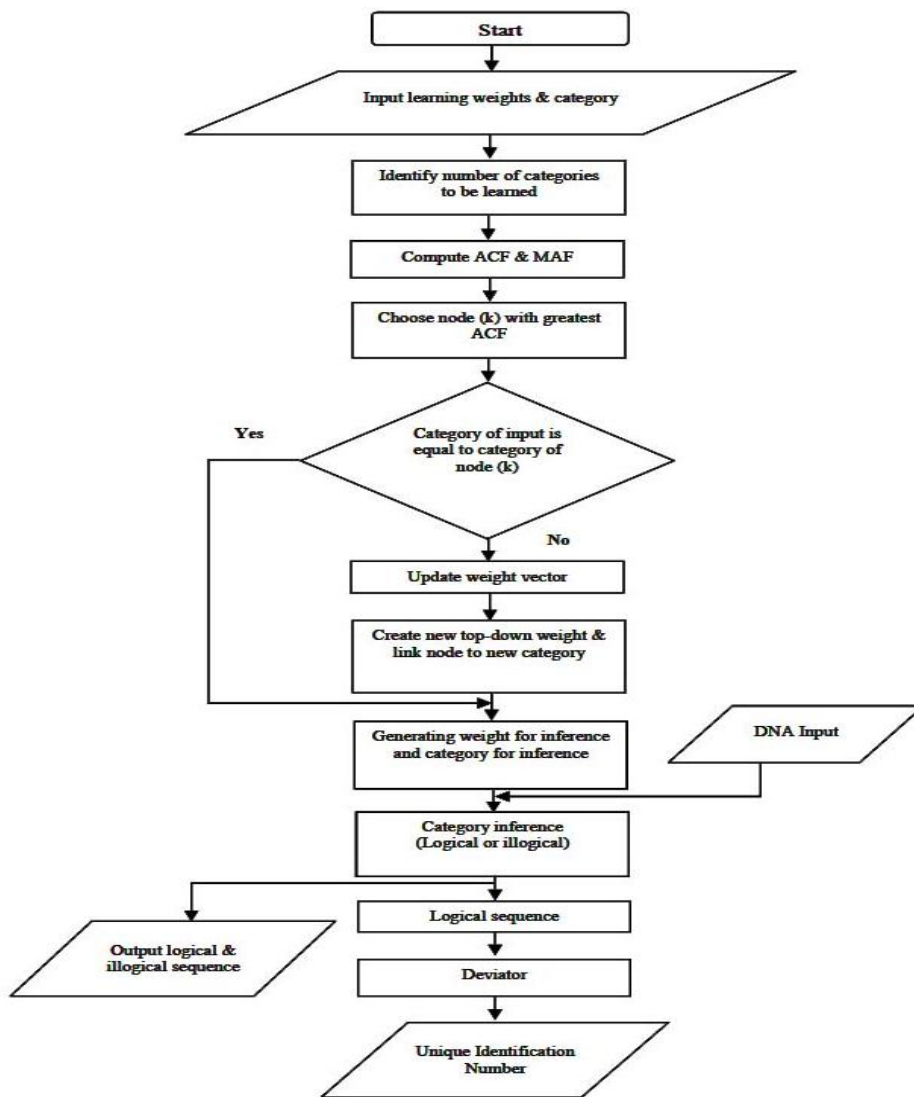 Start
Input learning weights & category
Identify number of categories
to be learned
Compute ACF & MAF
Choose node (k) with greatest
ACF
Yes
Category of input is
equal to category of
node (k)
No
Update weight vector
Create new top-down weight &
link node to new category
Generating weight for inference
and category for inference
DNA Input
Category inference
(Logical or illogical)
Logical sequence
Output logical &
illogical sequence
Deviator
Unique Identification
Number